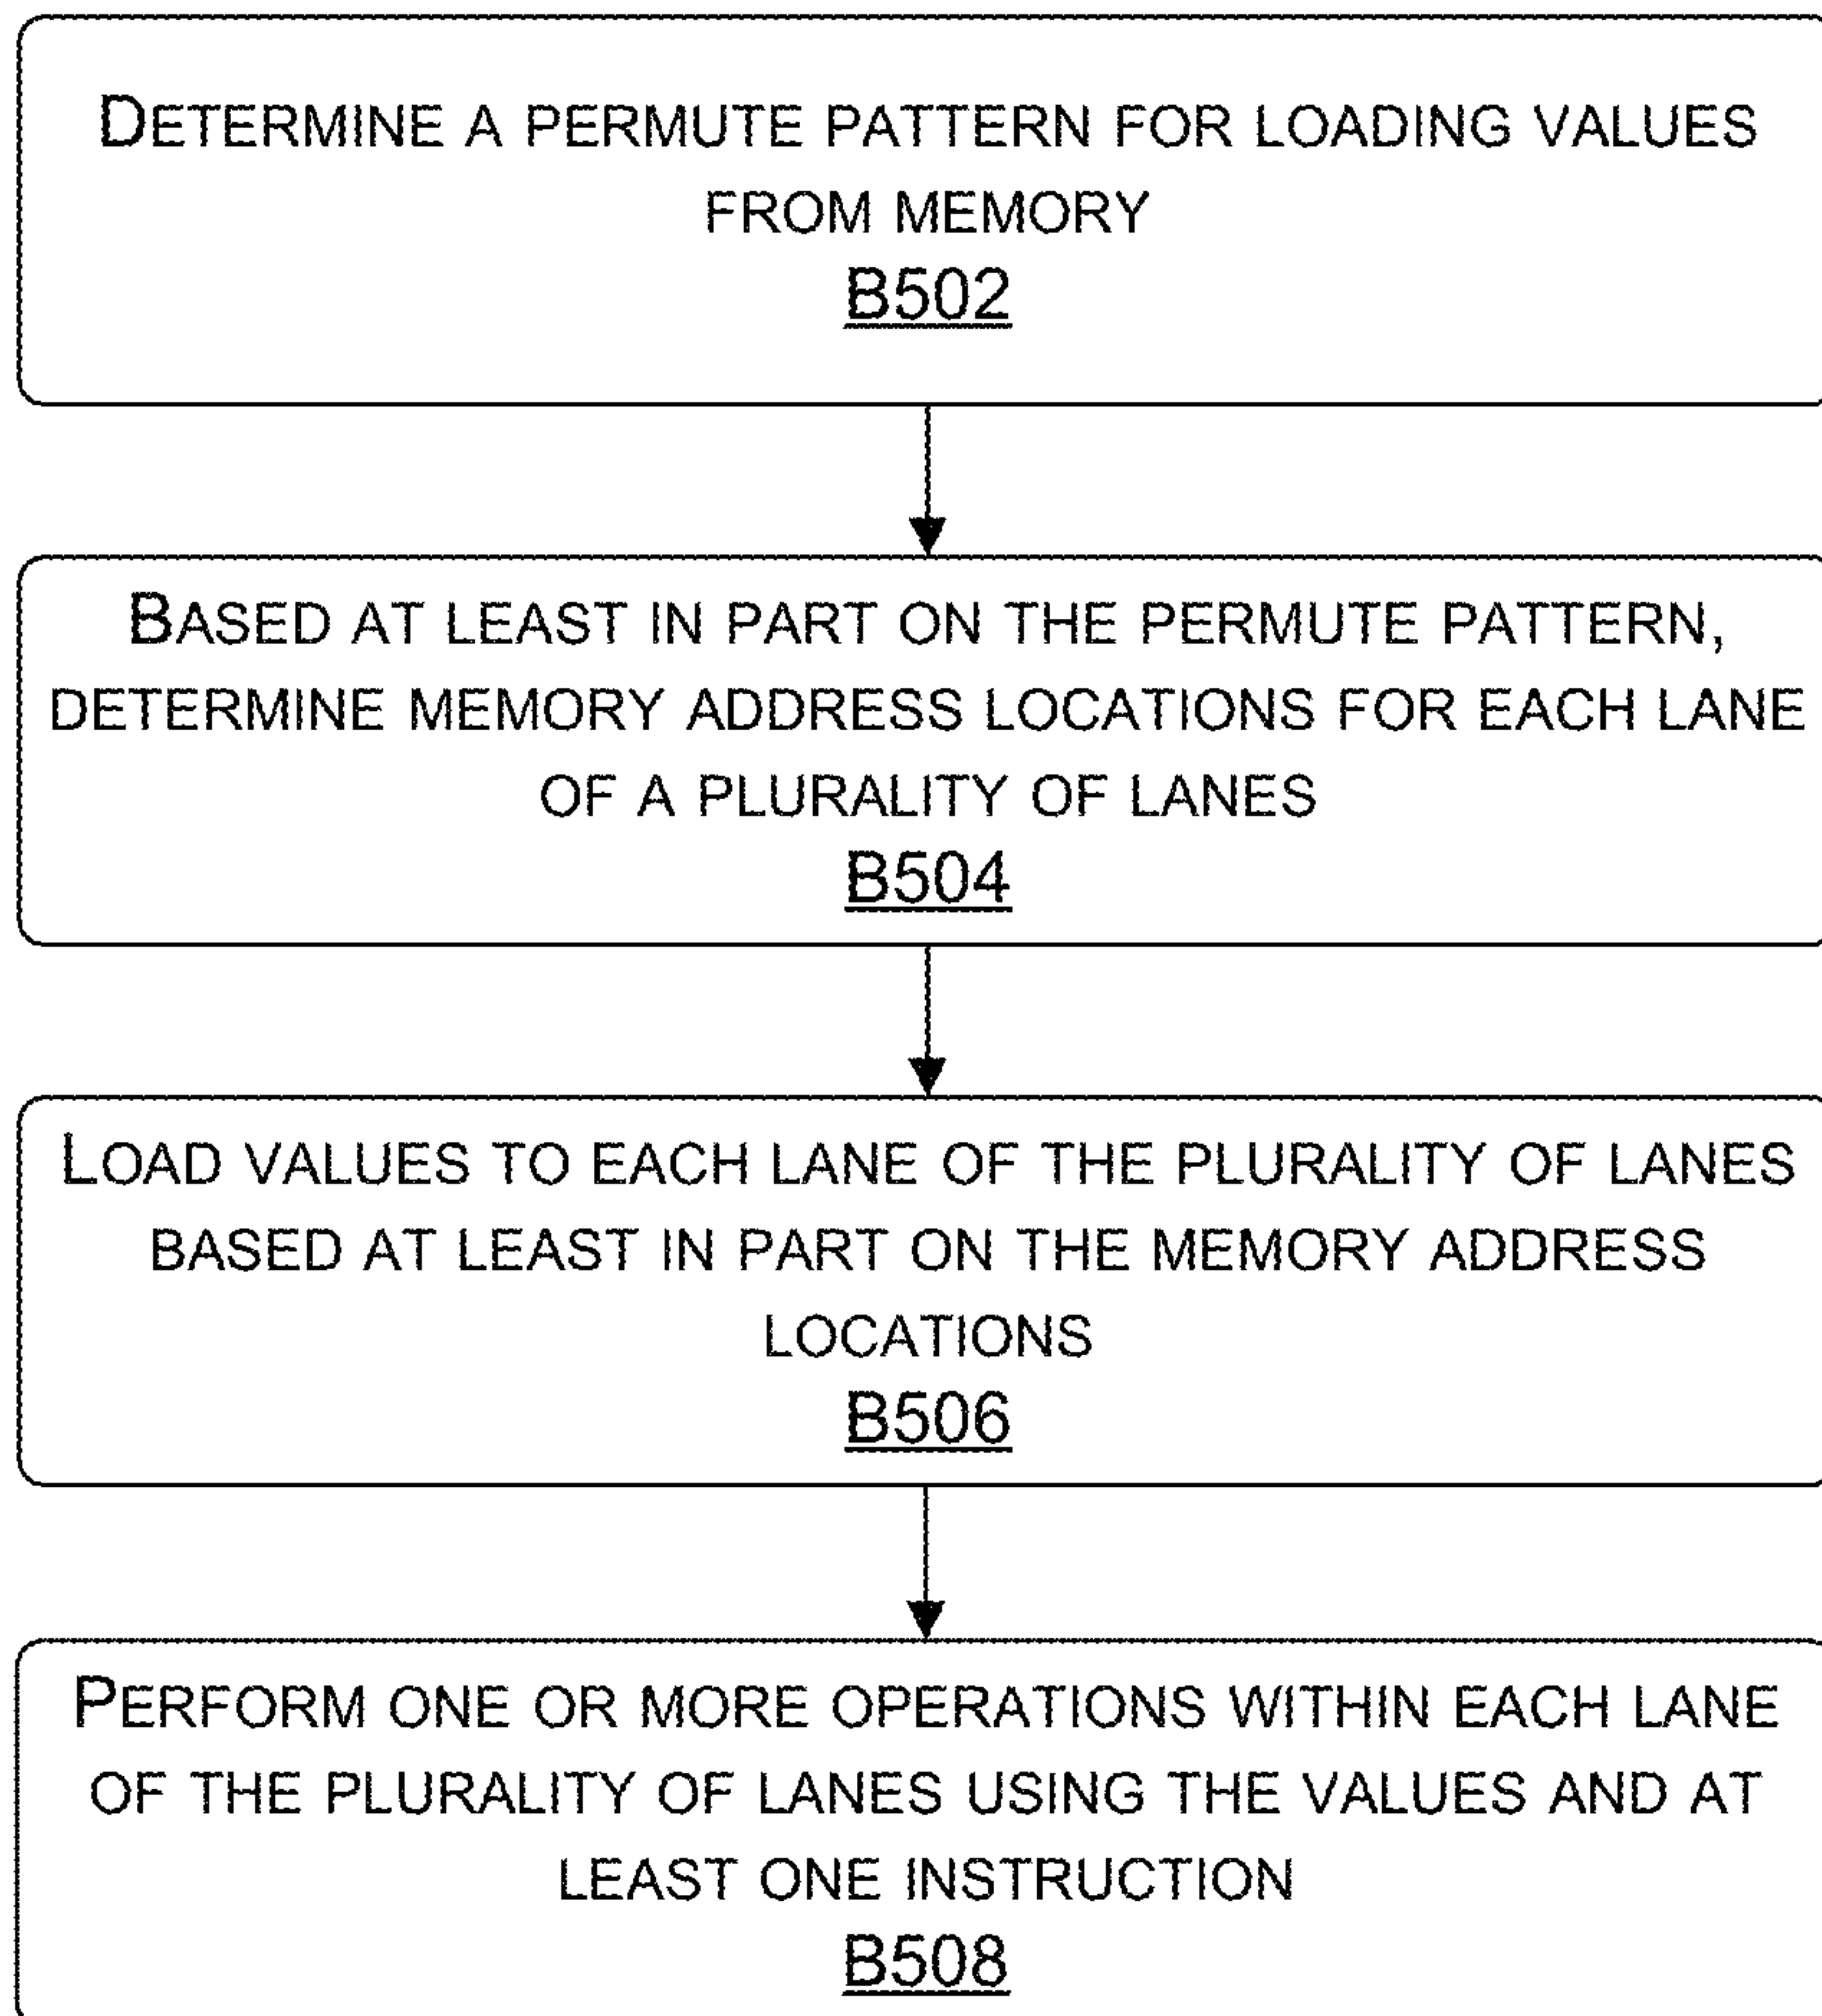 DETERMINE A PERMUTE PATTERN FOR LOADING VALUES
FROM MEMORY
B502
BASED AT LEAST IN PART ON THE PERMUTE PATTERN,
DETERMINE MEMORY ADDRESS LOCATIONS FOR EACH LANE
OF A PLURALITY OF LANES
B504
LOAD VALUES TO EACH LANE OF THE PLURALITY OF LANES
BASED AT LEAST IN PART ON THE MEMORY ADDRESS
LOCATIONS
B506
PERFORM ONE OR MORE OPERATIONS WITHIN EACH LANE
OF THE PLURALITY OF LANES USING THE VALUES AND AT
LEAST ONE INSTRUCTION
B508